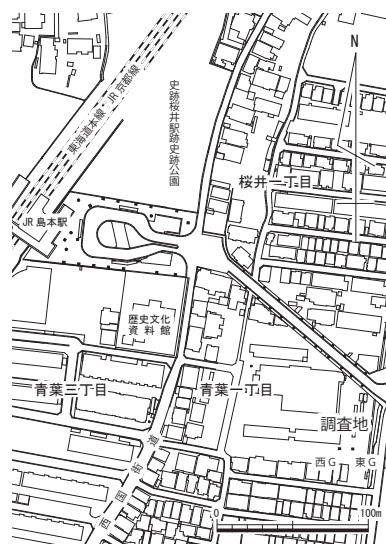 N
東海道本線・JR京都線
史跡桜井駅跡史跡公園
桜井一丁目
JR島本駅
歴史文化
資料館
青葉三丁目
青葉一丁目
調査地
西G 東G
西国街道
0 100m